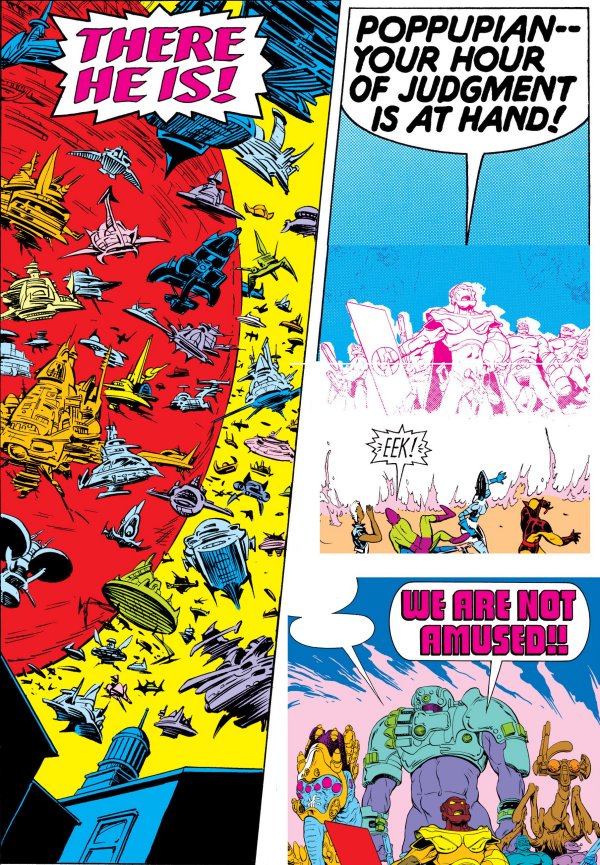 THERE
HE IS!
POPPUPIAN--
YOUR HOUR
OF JUDGMENT
IS AT HAND!
EEK!
WE ARE NOT
AMUSED!!